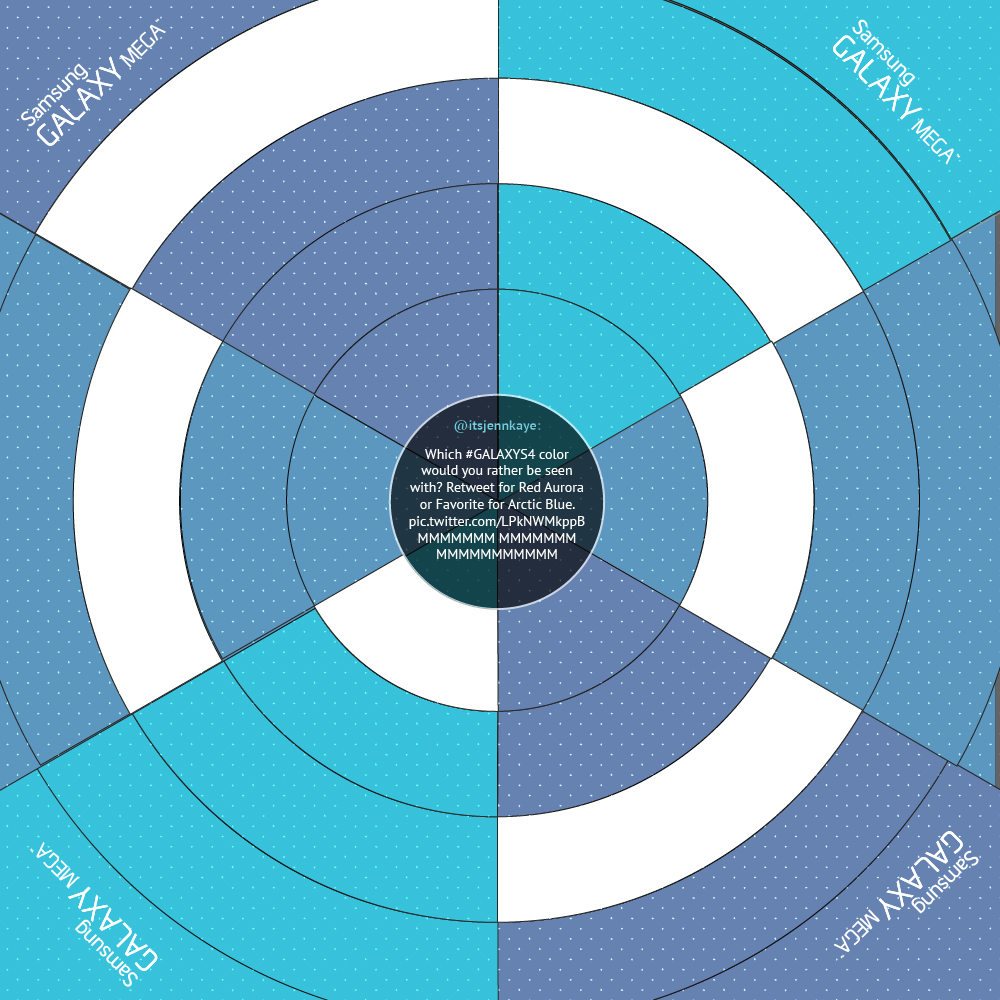 Samsung
GALAXY MEGA™
Samsung
GALAXY MEGA™
@itsjennkaye:
Which #GALAXYS4 color
would you rather be seen
with? Retweet for Red Aurora
or Favorite for Arctic Blue.
pic.twitter.com/LPkNWMkppB
MMMMMMM MMMMMMM
MMMMMMMMMMM
Samsung
GALAXY MEGA™
Samsung
GALAXY MEGA™